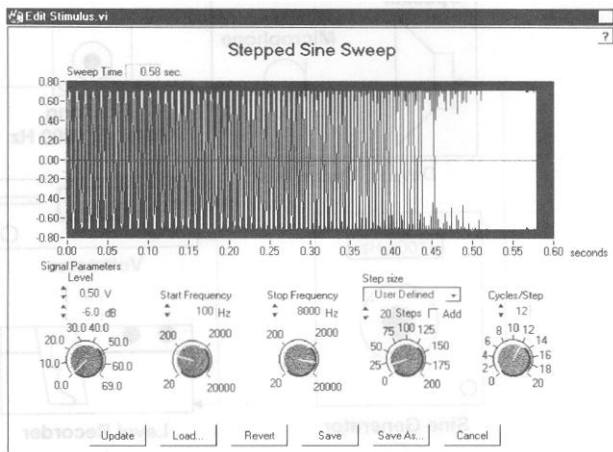 Edit Stimulus.vi
?
Stepped Sine Sweep
Sweep Time 0.58 sec.
0.80
0.60
0.40
0.20
0.00
-0.20
-0.40
-0.60
-0.80
0.00 0.05 0.10 0.15 0.20 0.25 0.30 0.35 0.40 0.45 0.50 0.55 0.60 seconds
Signal Parameters
Level
0.50 V
-6.0 dB
30.0 40.0
20.0 50.0
10.0 60.0
0.0 69.0
Start Frequency
100 Hz
200 2000
20 20000
Stop Frequency
8000 Hz
200 2000
20 20000
Step size
User Defined
20 Steps Add
75 100 125
50 150
25 175
0 200
Cycles/Step
12
8 10 12
6 14
4 16
2 18
0 20
Update Load... Revert Save Save As... Cancel